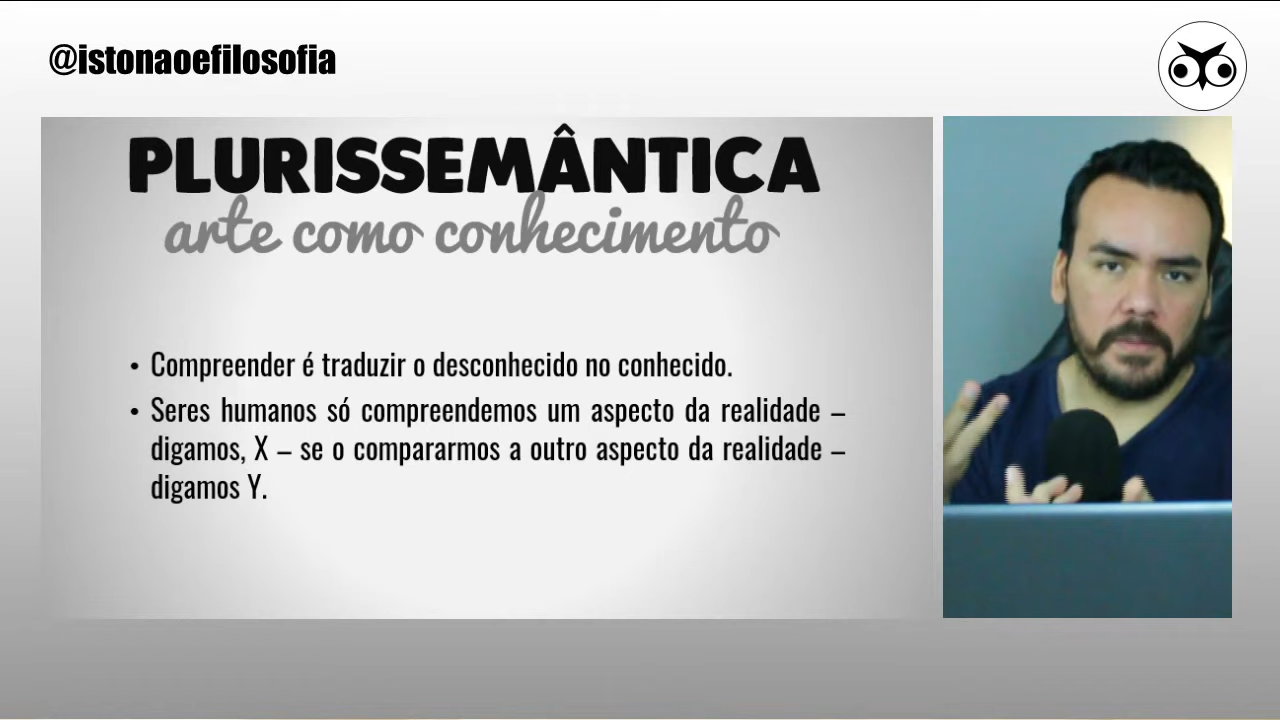 @istonaoefilosofia
PLURISSEMÂNTICA
arte como conhecimento
• Compreender é traduzir o desconhecido no conhecido.
• Seres humanos só compreendemos um aspecto da realidade –
digamos, X – se o compararmos a outro aspecto da realidade –
digamos Y.